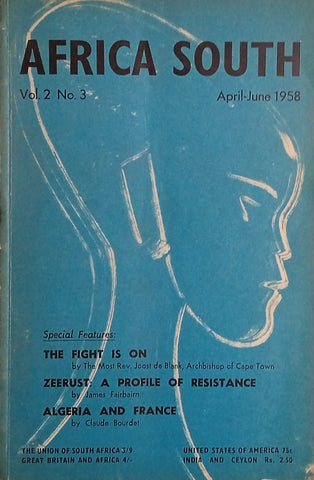 AFRICA SOUTH
Vol. 2 No. 3 April-June 1958
Special Features:
THE FIGHT IS ON
by The Most Rev. Joost de Blank, Archbishop of Cape Town
ZEERUST: A PROFILE OF RESISTANCE
by James Fairbairn
ALGERIA AND FRANCE
by Claude Bourdet
THE UNION OF SOUTH AFRICA 3/9 UNITED STATES OF AMERICA 75c
GREAT BRITAIN AND AFRICA 4/- INDIA AND CEYLON Rs. 2.50